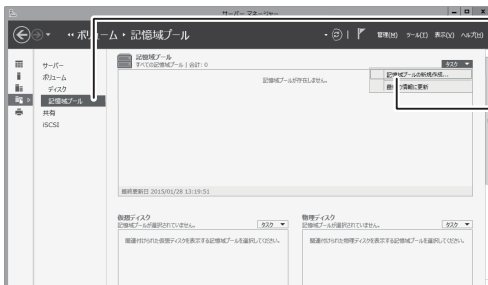 サーバー マネージャー
ボリューム・記憶域プール
管理(M) ツール(T) 表示(V) ヘルプ(H)
サーバー
ボリューム
ディスク
記憶域プール
共有
iSCSI
記憶域プール
すべての記憶域プール | 合計: 0
タスク
記憶域プールが存在しません。
記憶域プールの新規作成...
情報に更新
最終更新日 2015/01/28 13:19:51
仮想ディスク
記憶域プールが選択されていません。
タスク
関連付けられた仮想ディスクを表示する記憶域プールを選択してください。
物理ディスク
記憶域プールが選択されていません。
タスク
関連付けられた物理ディスクを表示する記憶域プールを選択してください。